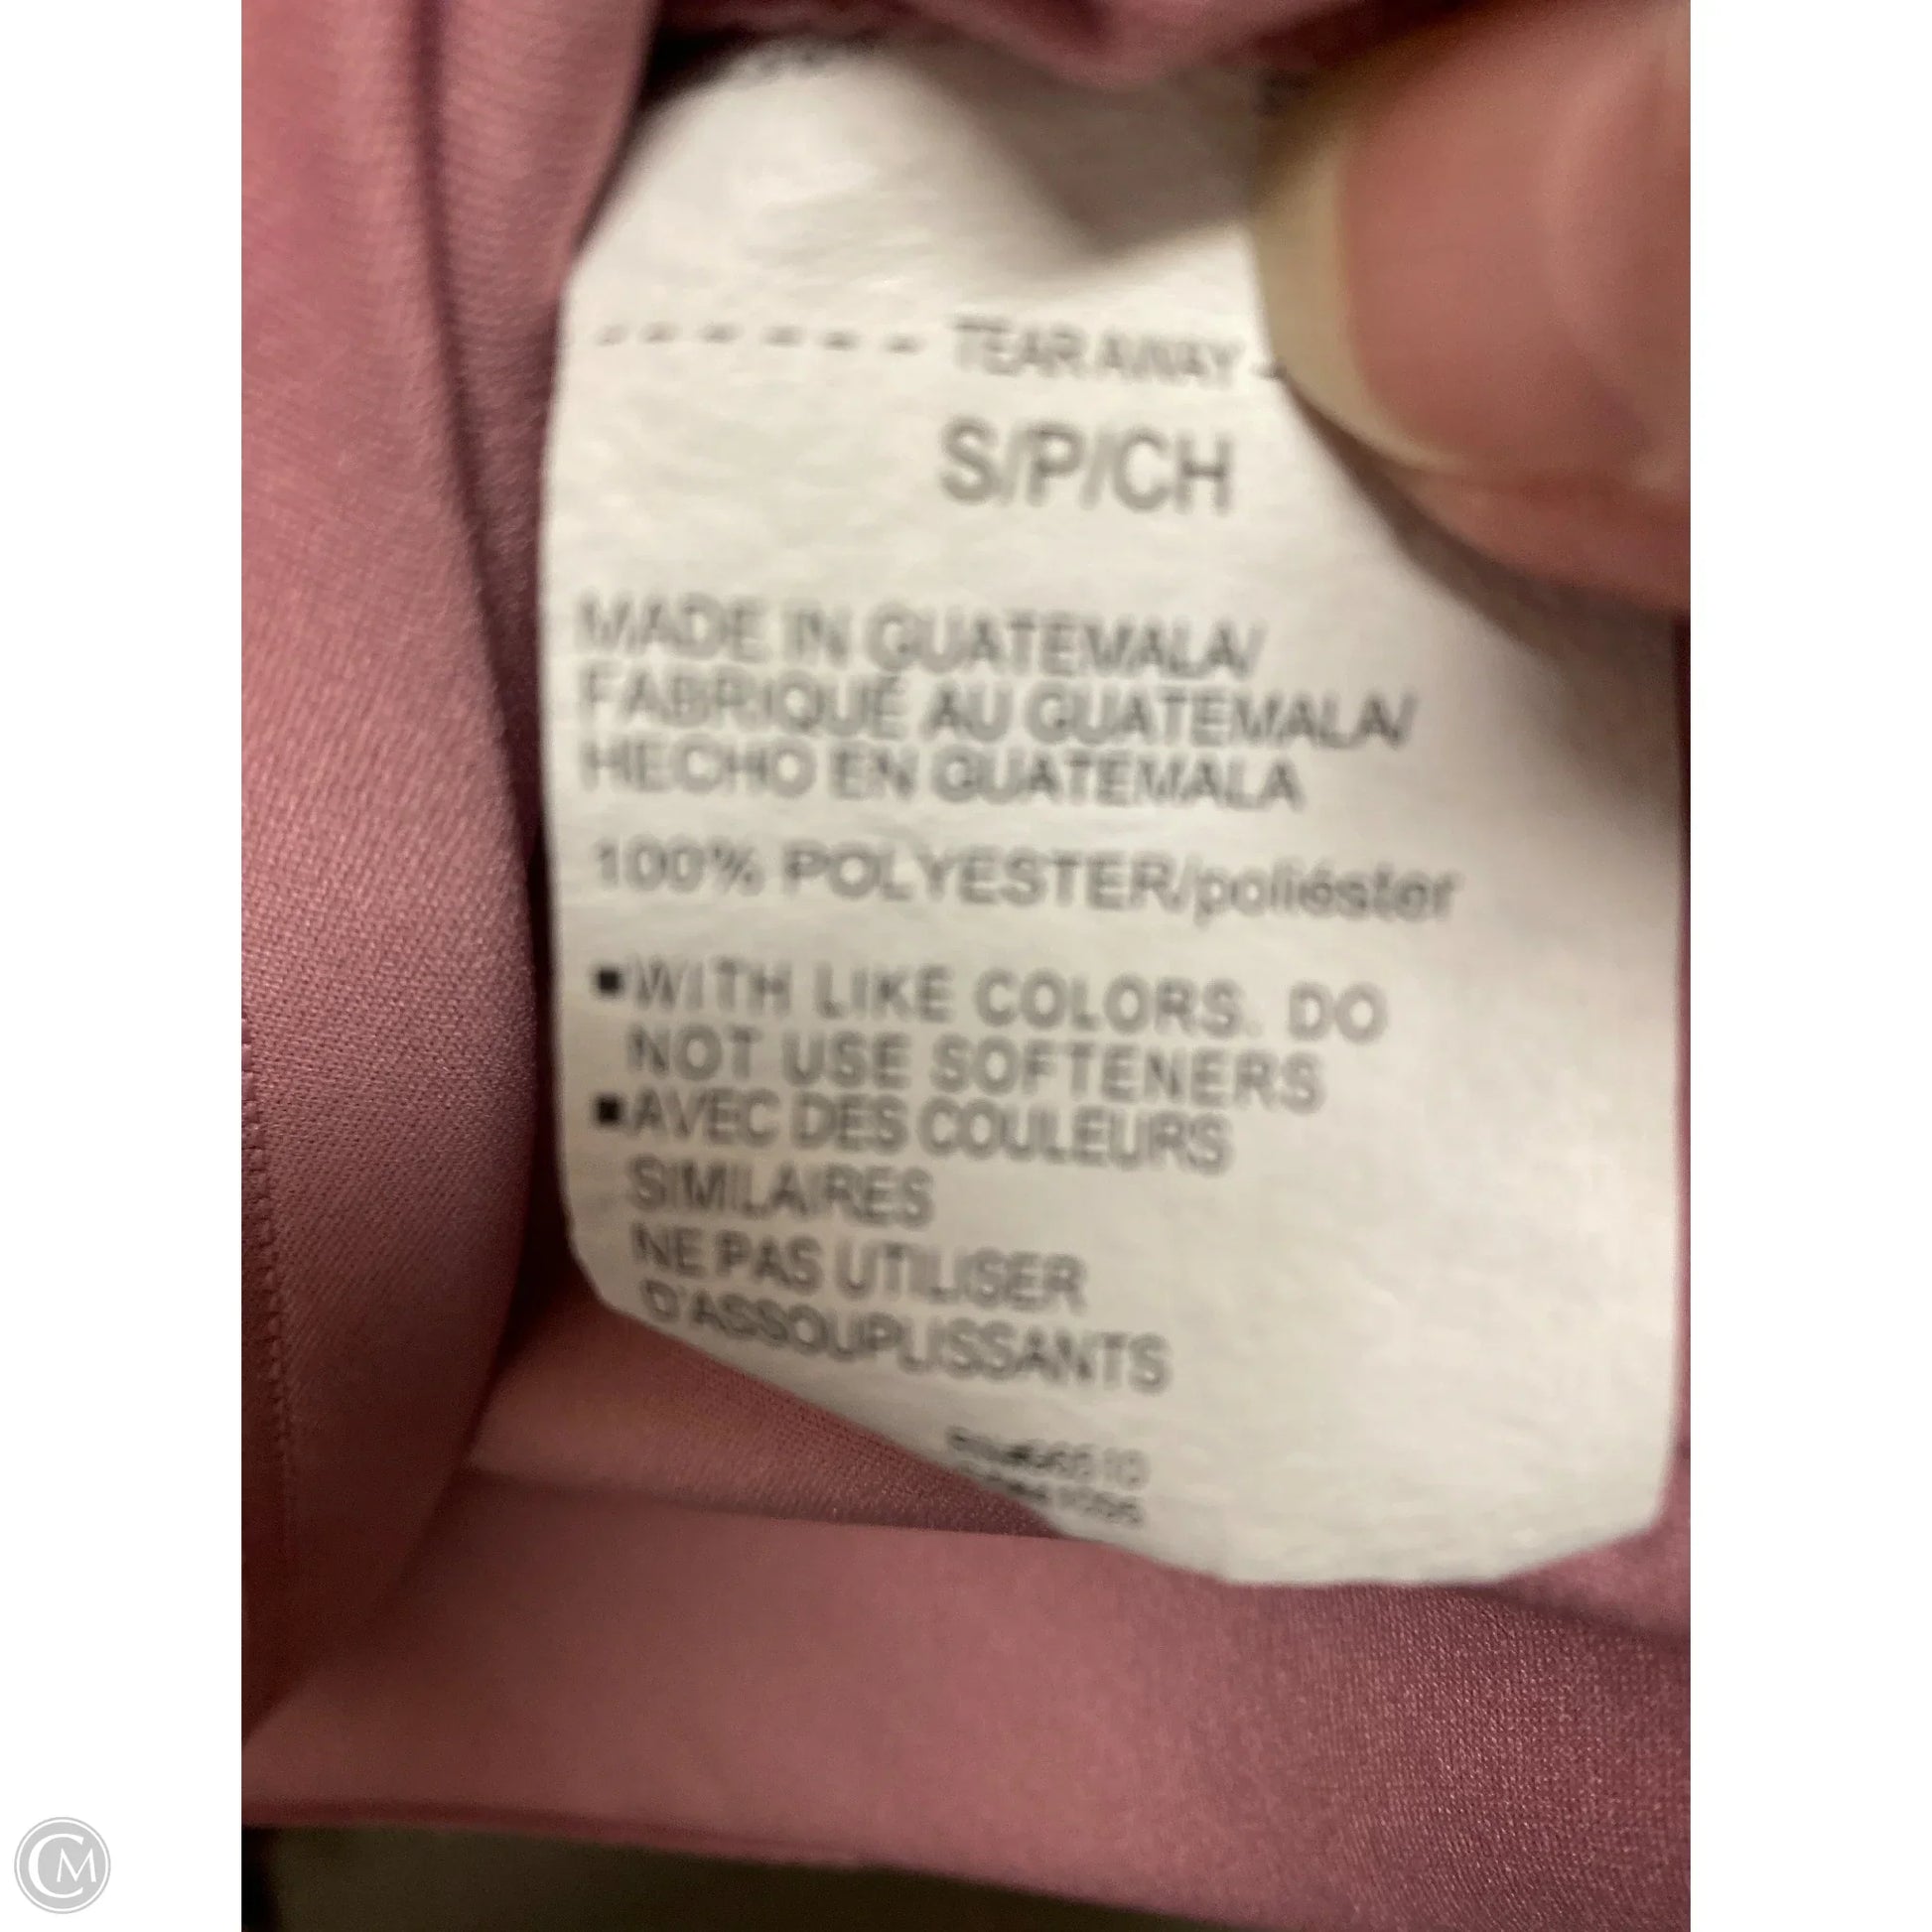 TEAR AWAY
S/P/CH
MADE IN GUATEMALA/
FABRIQUÉ AU GUATEMALA/
HECHO EN GUATEMALA
100% POLYESTER/poliéster
▪WITH LIKE COLORS. DO
NOT USE SOFTENERS
▪AVEC DES COULEURS
SIMILAIRES
NE PAS UTILISER
D'ASSOUPLISSANTS
CM